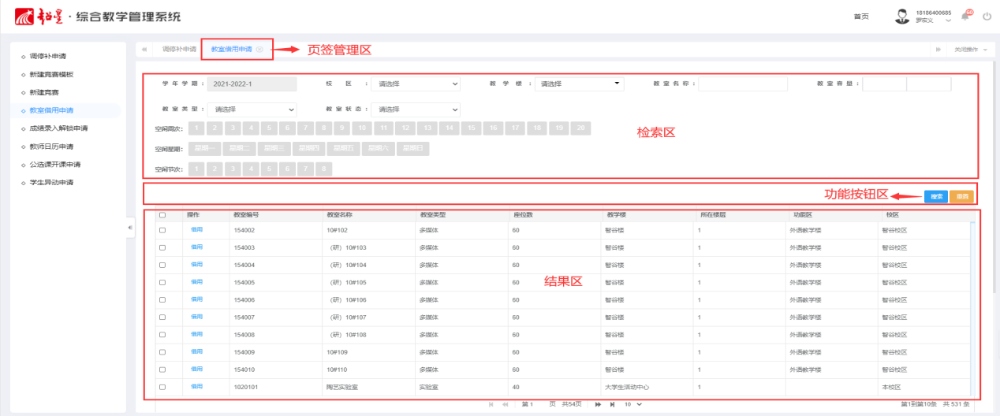 超星 · 综合教学管理系统
首页
18186400685
罗安义
60
调停补申请
新建竞赛模板
新建竞赛
教室借用申请
成绩录入解锁申请
教师日历申请
公选课开课申请
学生异动申请
调停补申请 教室借用申请 页签管理区 关闭操作
学年学期： 2021-2022-1 校区： 请选择 教学楼： 请选择 教室名称： 教室容量：
教室类型： 请选择 教室状态： 请选择
空闲周次： 1 2 3 4 5 6 7 8 9 10 11 12 13 14 15 16 17 18 19 20
检索区
空闲星期： 星期一 星期二 星期三 星期四 星期五 星期六 星期日
空闲节次： 1 2 3 4 5 6 7 8
功能按钮区 搜索 重置
操作 教室编号 教室名称 教室类型 座位数 教学楼 所在楼层 功能区 校区
借用 154002 10#102 多媒体 60 智谷楼 1 外语教学楼 智谷校区
借用 154003 （研）10#103 多媒体 60 智谷楼 1 外语教学楼 智谷校区
借用 154004 （研）10#104 多媒体 60 智谷楼 1 外语教学楼 智谷校区
借用 154005 （研）10#105 多媒体 60 智谷楼 1 外语教学楼 智谷校区
结果区
借用 154006 （研）10#106 多媒体 60 智谷楼 1 外语教学楼 智谷校区
借用 154007 （研）10#107 多媒体 60 智谷楼 1 外语教学楼 智谷校区
借用 154008 （研）10#108 多媒体 60 智谷楼 1 外语教学楼 智谷校区
借用 154009 10#109 多媒体 60 智谷楼 1 外语教学楼 智谷校区
借用 154010 10#110 多媒体 60 智谷楼 1 外语教学楼 智谷校区
借用 1020101 陶艺实验室 实验室 40 大学生活动中心 1 本校区
第 1 页 共54页 10 第1到第10条 共 531 条